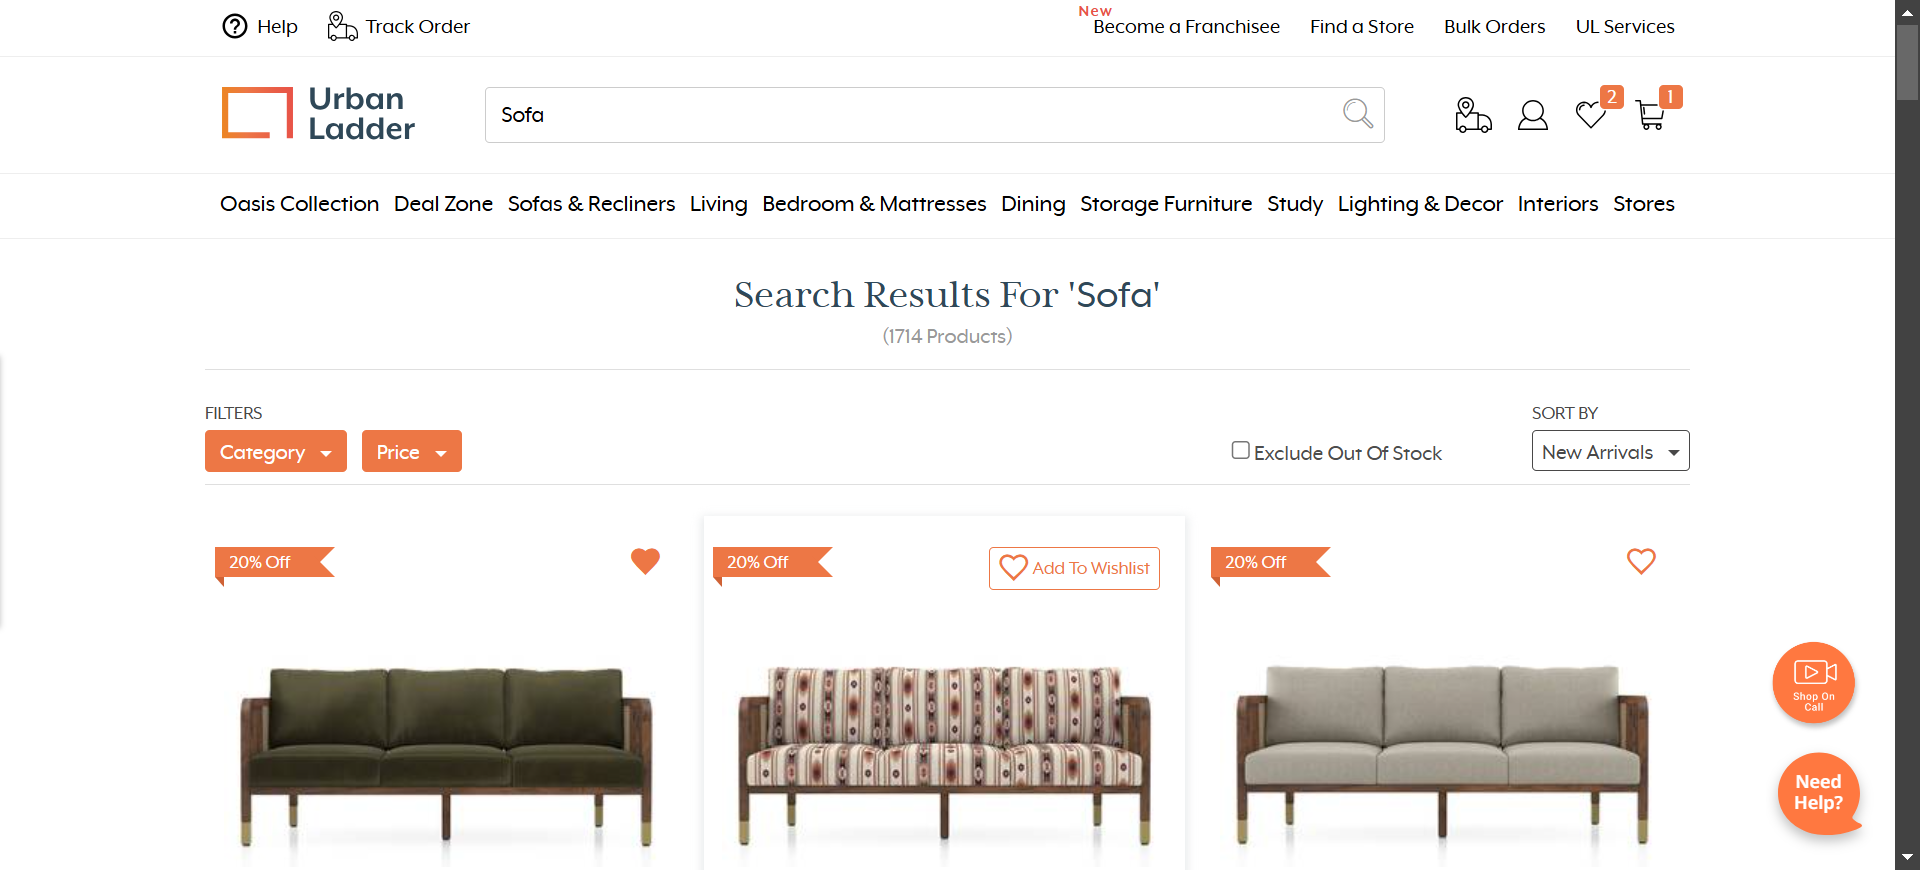 Help
Track Order
New
Become a Franchisee
Find a Store
Bulk Orders
UL Services
Urban
Ladder
Sofa
2
1
Oasis Collection
Deal Zone
Sofas & Recliners
Living
Bedroom & Mattresses
Dining
Storage Furniture
Study
Lighting & Decor
Interiors
Stores
Search Results For 'Sofa'
(1714 Products)
FILTERS
SORT BY
Category
Price
Exclude Out Of Stock
New Arrivals
20% Off
20% Off
Add To Wishlist
20% Off
Shop On
Call
Need
Help?